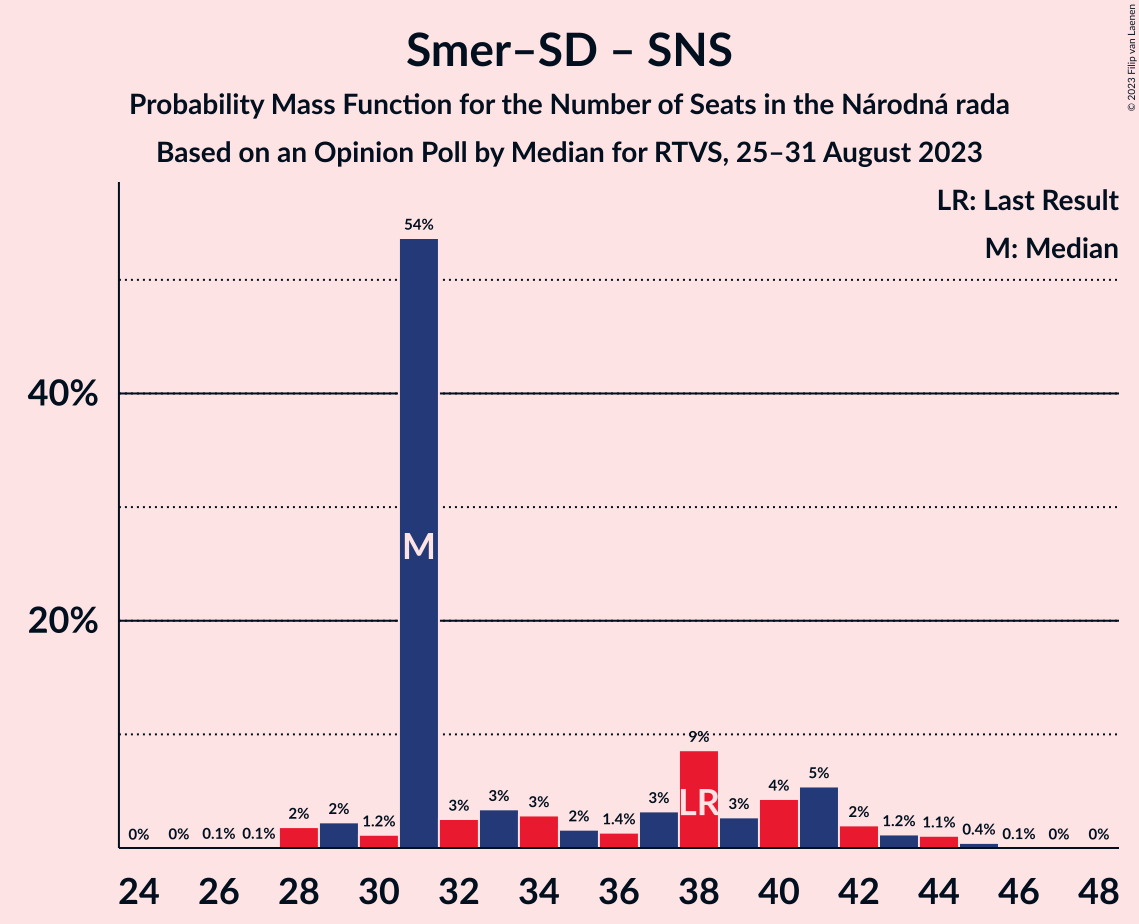 Smer–SD – SNS
Probability Mass Function for the Number of Seats in the Národná rada
Based on an Opinion Poll by Median for RTVS, 25–31 August 2023
© 2023 Filip van Laenen
LR: Last Result
M: Median
40%
20%
0% 0% 0.1% 0.1% 2% 2% 1.2% 54% 3% 3% 3% 2% 1.4% 3% 9% 3% 4% 5% 2% 1.2% 1.1% 0.4% 0.1% 0% 0%
M
LR
24 26 28 30 32 34 36 38 40 42 44 46 48